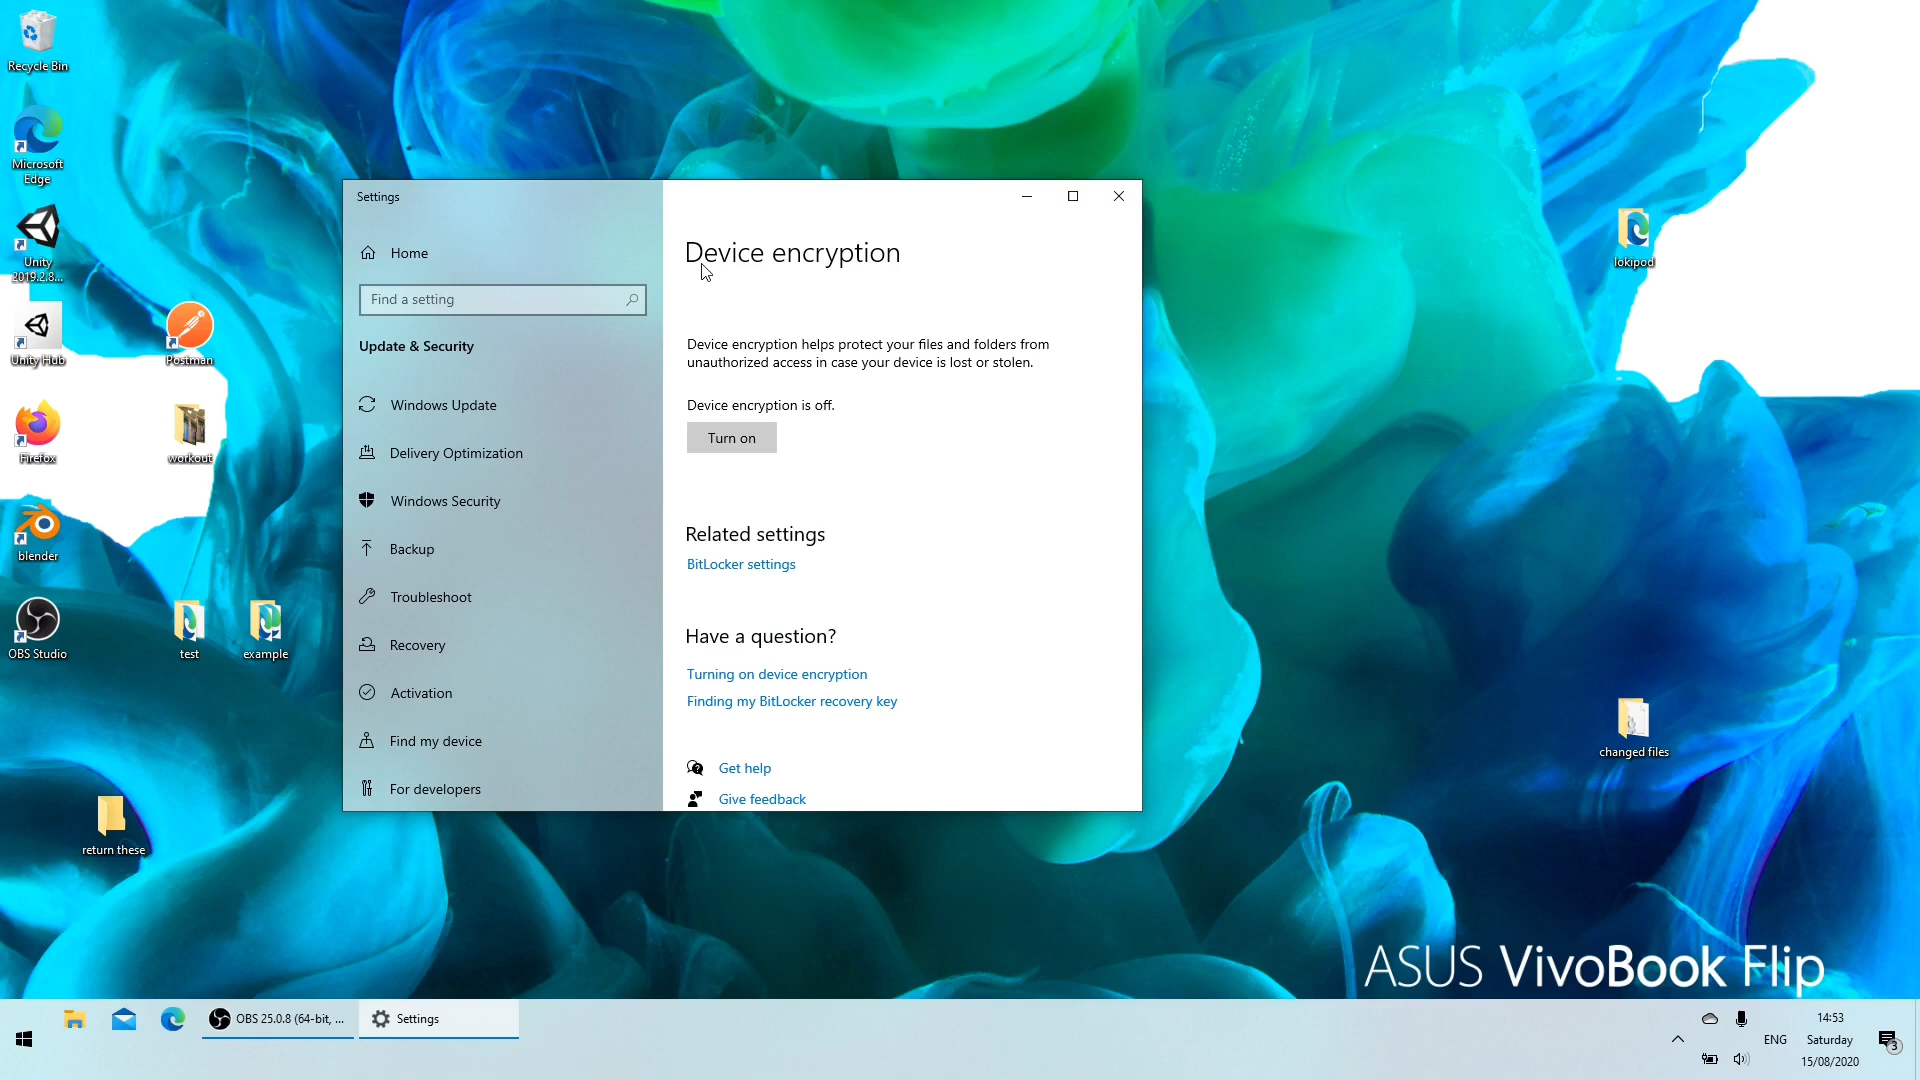 Recycle Bin
Microsoft
Edge
Unity
2019.2.8...
Unity Hub
Postman
Firefox
workout
blender
OBS Studio
test
example
return these
lokipod
changed files
Settings
Home
Find a setting
Update & Security
Windows Update
Delivery Optimization
Windows Security
Backup
Troubleshoot
Recovery
Activation
Find my device
For developers
Device encryption
Device encryption helps protect your files and folders from
unauthorized access in case your device is lost or stolen.
Device encryption is off.
Turn on
Related settings
BitLocker settings
Have a question?
Turning on device encryption
Finding my BitLocker recovery key
Get help
Give feedback
ASUS VivoBook Flip
OBS 25.0.8 (64-bit, ...
Settings
ENG
14:53
Saturday
15/08/2020
3